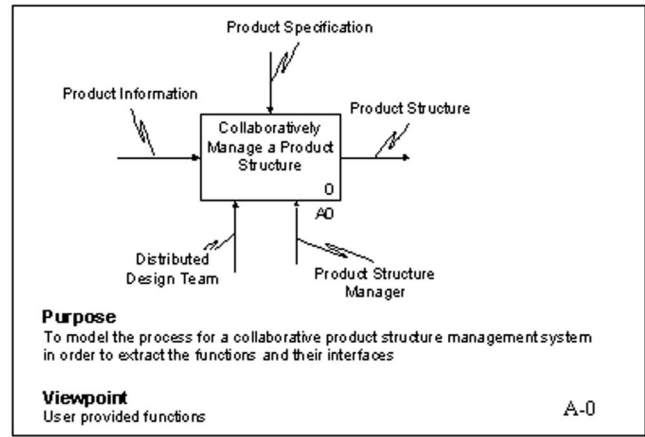 Product Specification
Product Information
Product Structure
Collaboratively
Manage a Product
Structure
0
A0
Distributed
Design Team
Product Structure
Manager
Purpose
To model the process for a collaborative product structure management system
in order to extract the functions and their interfaces
Viewpoint
User provided functions
A-0